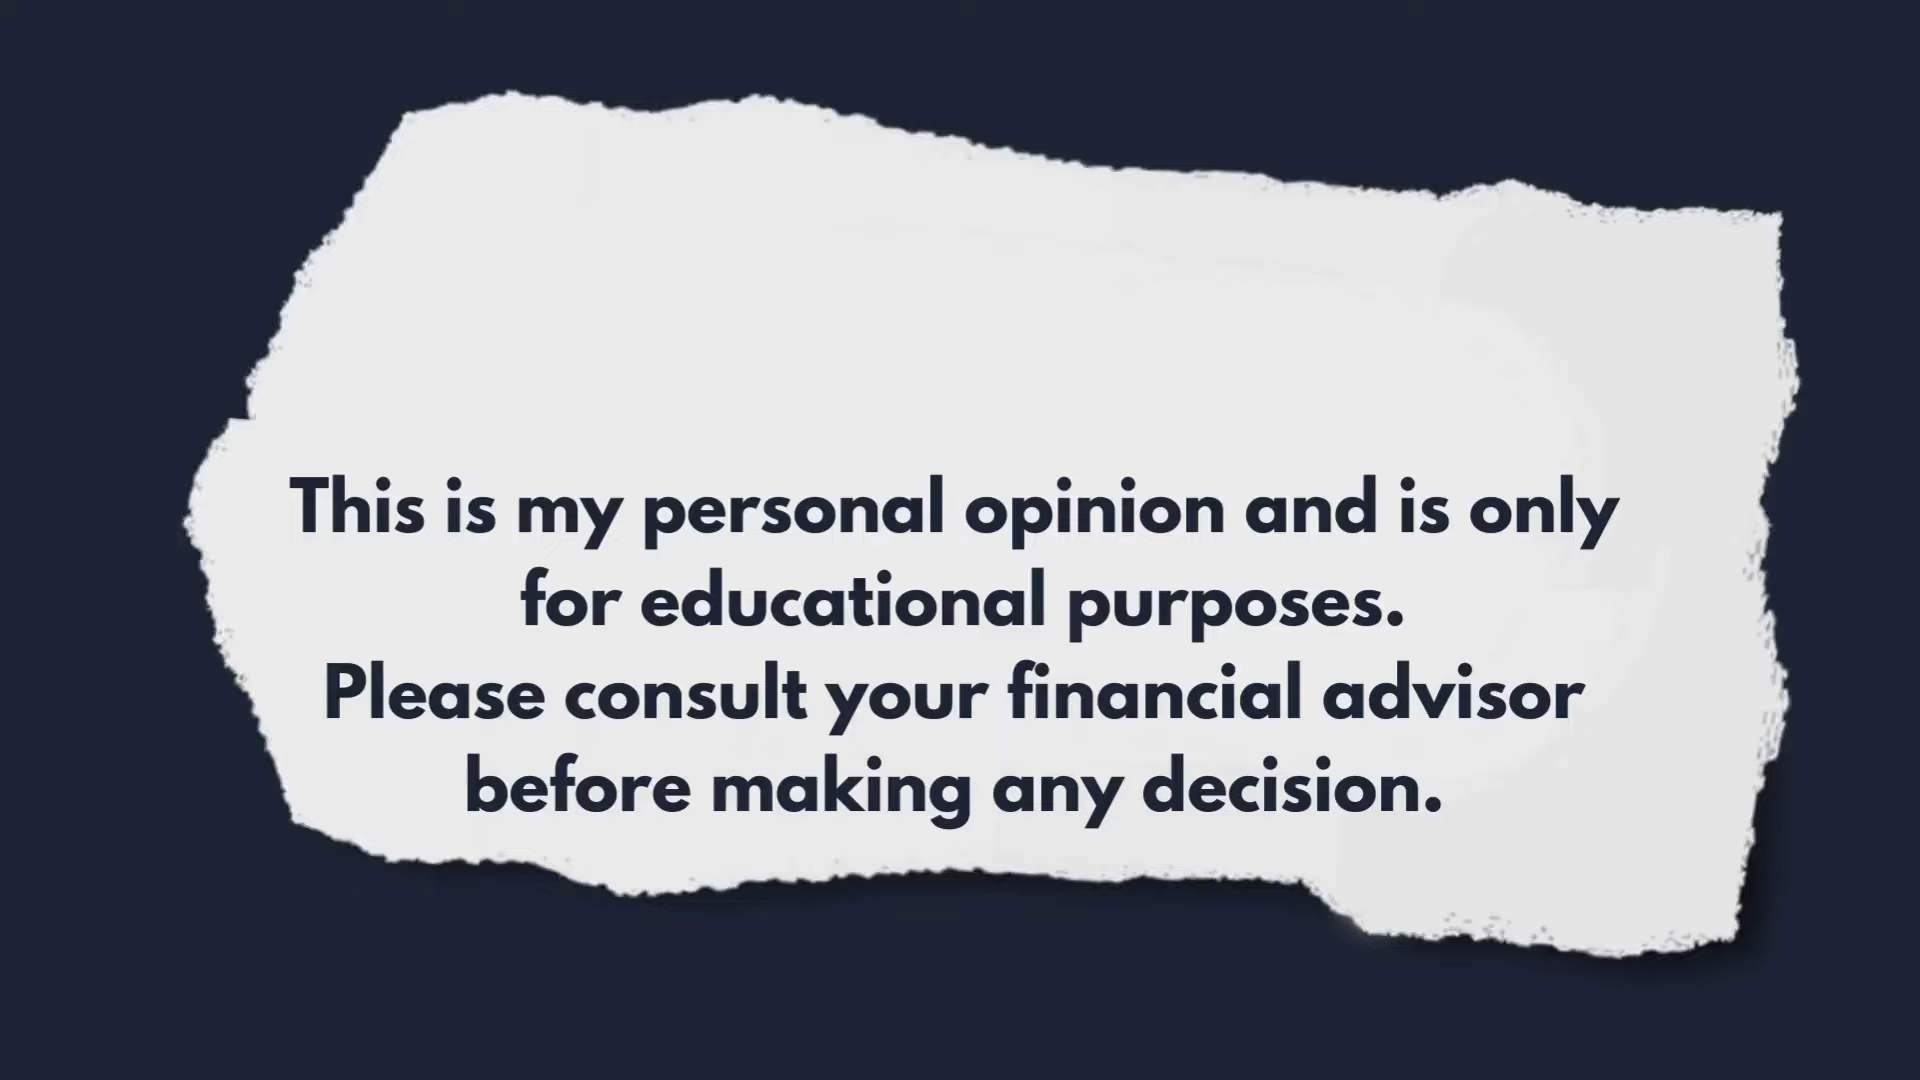 This is my personal opinion and is only
for educational purposes.
Please consult your financial advisor
before making any decision.